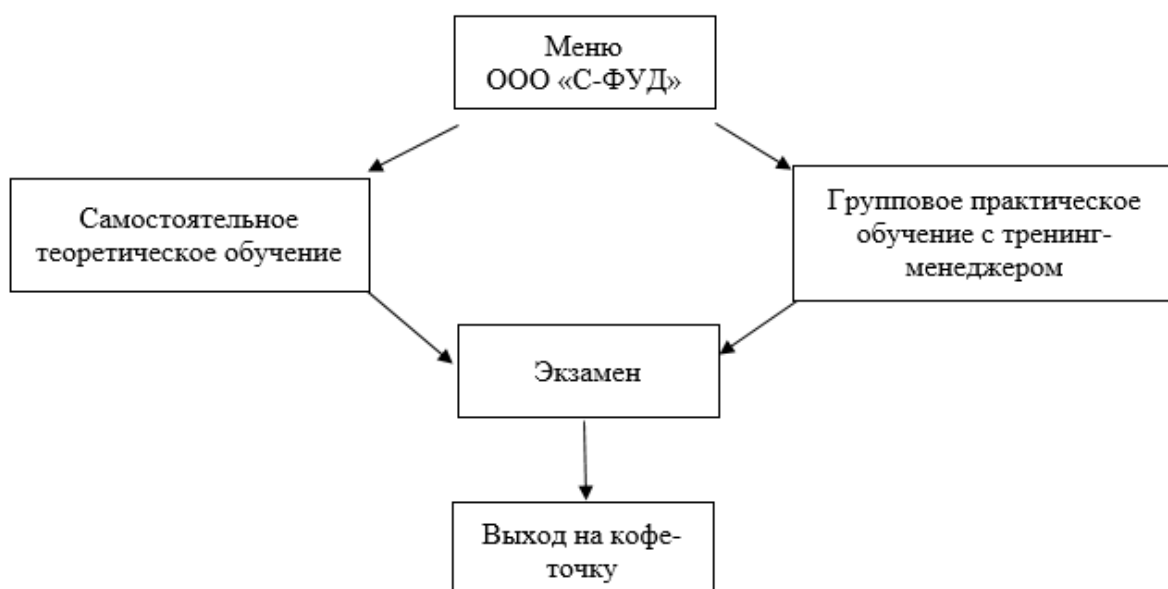 Меню
ООО «С-ФУД»
Самостоятельное
теоретическое обучение
Групповое практическое
обучение с тренинг-
менеджером
Экзамен
Выход на кофе-
точку